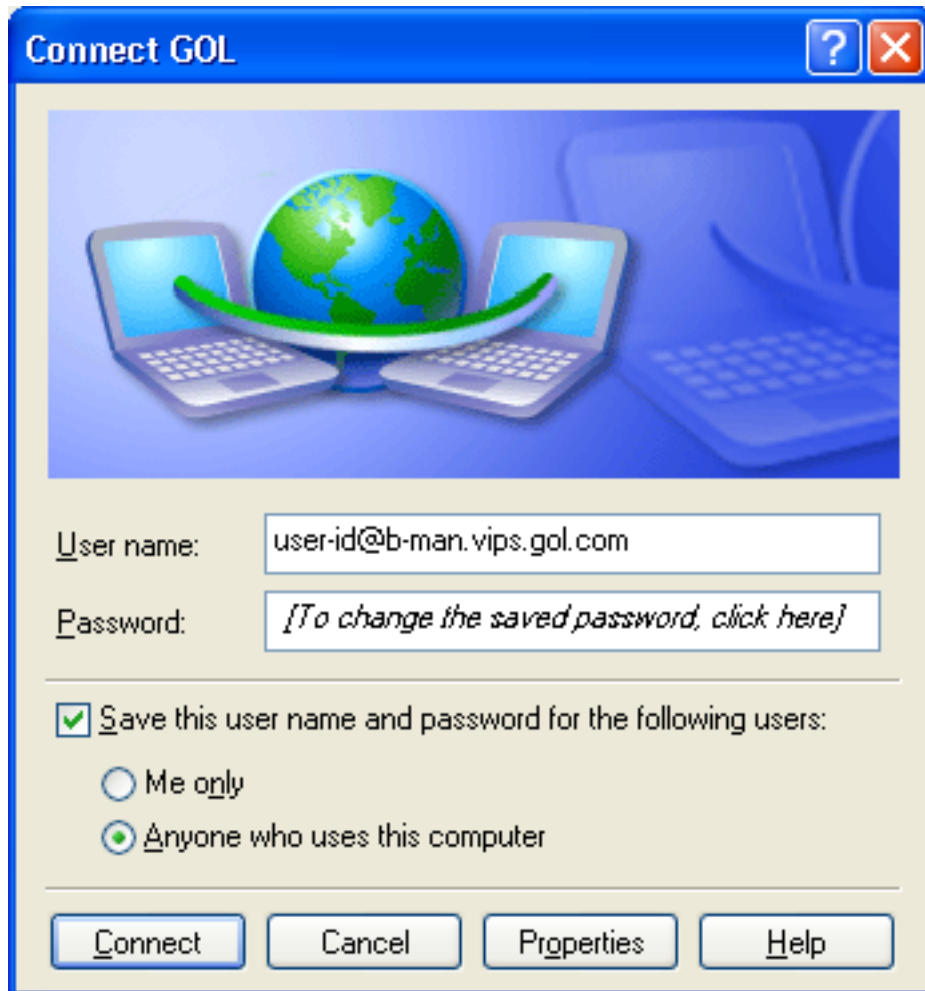 Connect GOL
User name:
user-id@b-man.vips.gol.com
Password:
[To change the saved password, click here]
Save this user name and password for the following users:
Me only
Anyone who uses this computer
Connect
Cancel
Properties
Help